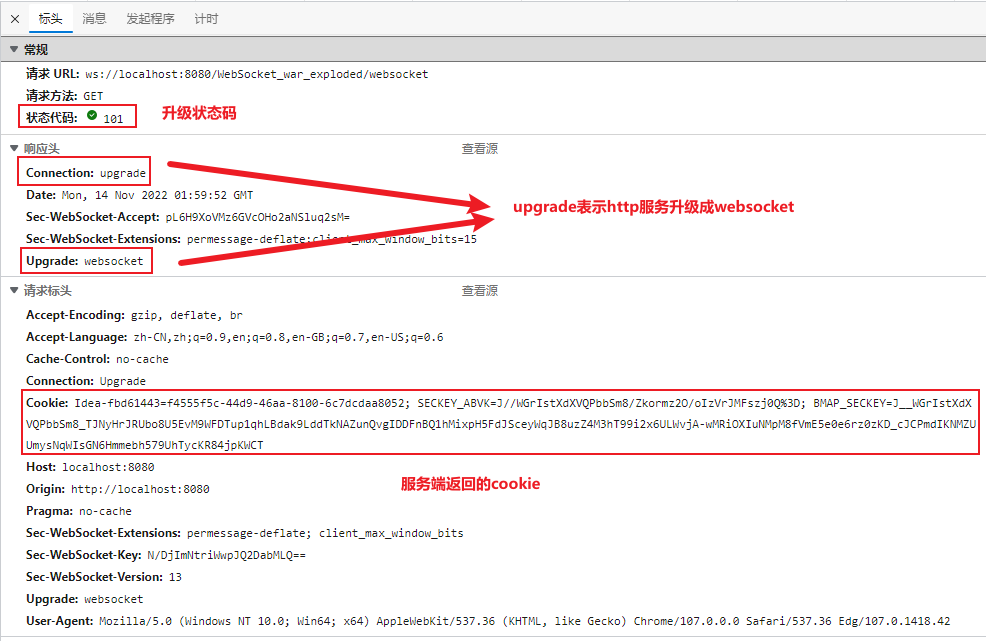 × 标头 消息 发起程序 计时
▼ 常规
请求 URL: ws://localhost:8080/WebSocket_war_exploded/websocket
请求方法: GET
状态代码: 101 升级状态码
▼ 响应头 查看源
Connection: upgrade
Date: Mon, 14 Nov 2022 01:59:52 GMT
upgrade表示http服务升级成websocket
Sec-WebSocket-Accept: pL6H9XoVMz6GVcOHo2aNSluq2sM=
Sec-WebSocket-Extensions: permessage-deflate;client_max_window_bits=15
Upgrade: websocket
▼ 请求标头 查看源
Accept-Encoding: gzip, deflate, br
Accept-Language: zh-CN,zh;q=0.9,en;q=0.8,en-GB;q=0.7,en-US;q=0.6
Cache-Control: no-cache
Connection: Upgrade
Cookie: Idea-fbd61443=f4555f5c-44d9-46aa-8100-6c7dcdaa8052; SECKEY_ABVK=J//WGrIstXdXVQPbbSm8/Zkormz2O/oIzVrJMFszj0Q%3D; BMAP_SECKEY=J__WGrIstXdX
VQPbbSm8_TJNyHrJRUbo8U5EvM9WFDTup1qhLBdak9LddTkNAZunQvgIDDFnBQ1hMixpH5FdJSceyWqJB8uzZ4M3hT99i2x6ULWvjA-wMRiOXIuNMpM8fVmE5e0e6rz0zKD_cJCPmdIKNMZU
UmysNqWIsGN6Hmmebh579UhTycKR84jpKWCT
Host: localhost:8080
服务端返回的cookie
Origin: http://localhost:8080
Pragma: no-cache
Sec-WebSocket-Extensions: permessage-deflate; client_max_window_bits
Sec-WebSocket-Key: N/DjImNtriWwpJQ2DabMLQ==
Sec-WebSocket-Version: 13
Upgrade: websocket
User-Agent: Mozilla/5.0 (Windows NT 10.0; Win64; x64) AppleWebKit/537.36 (KHTML, like Gecko) Chrome/107.0.0.0 Safari/537.36 Edg/107.0.1418.42